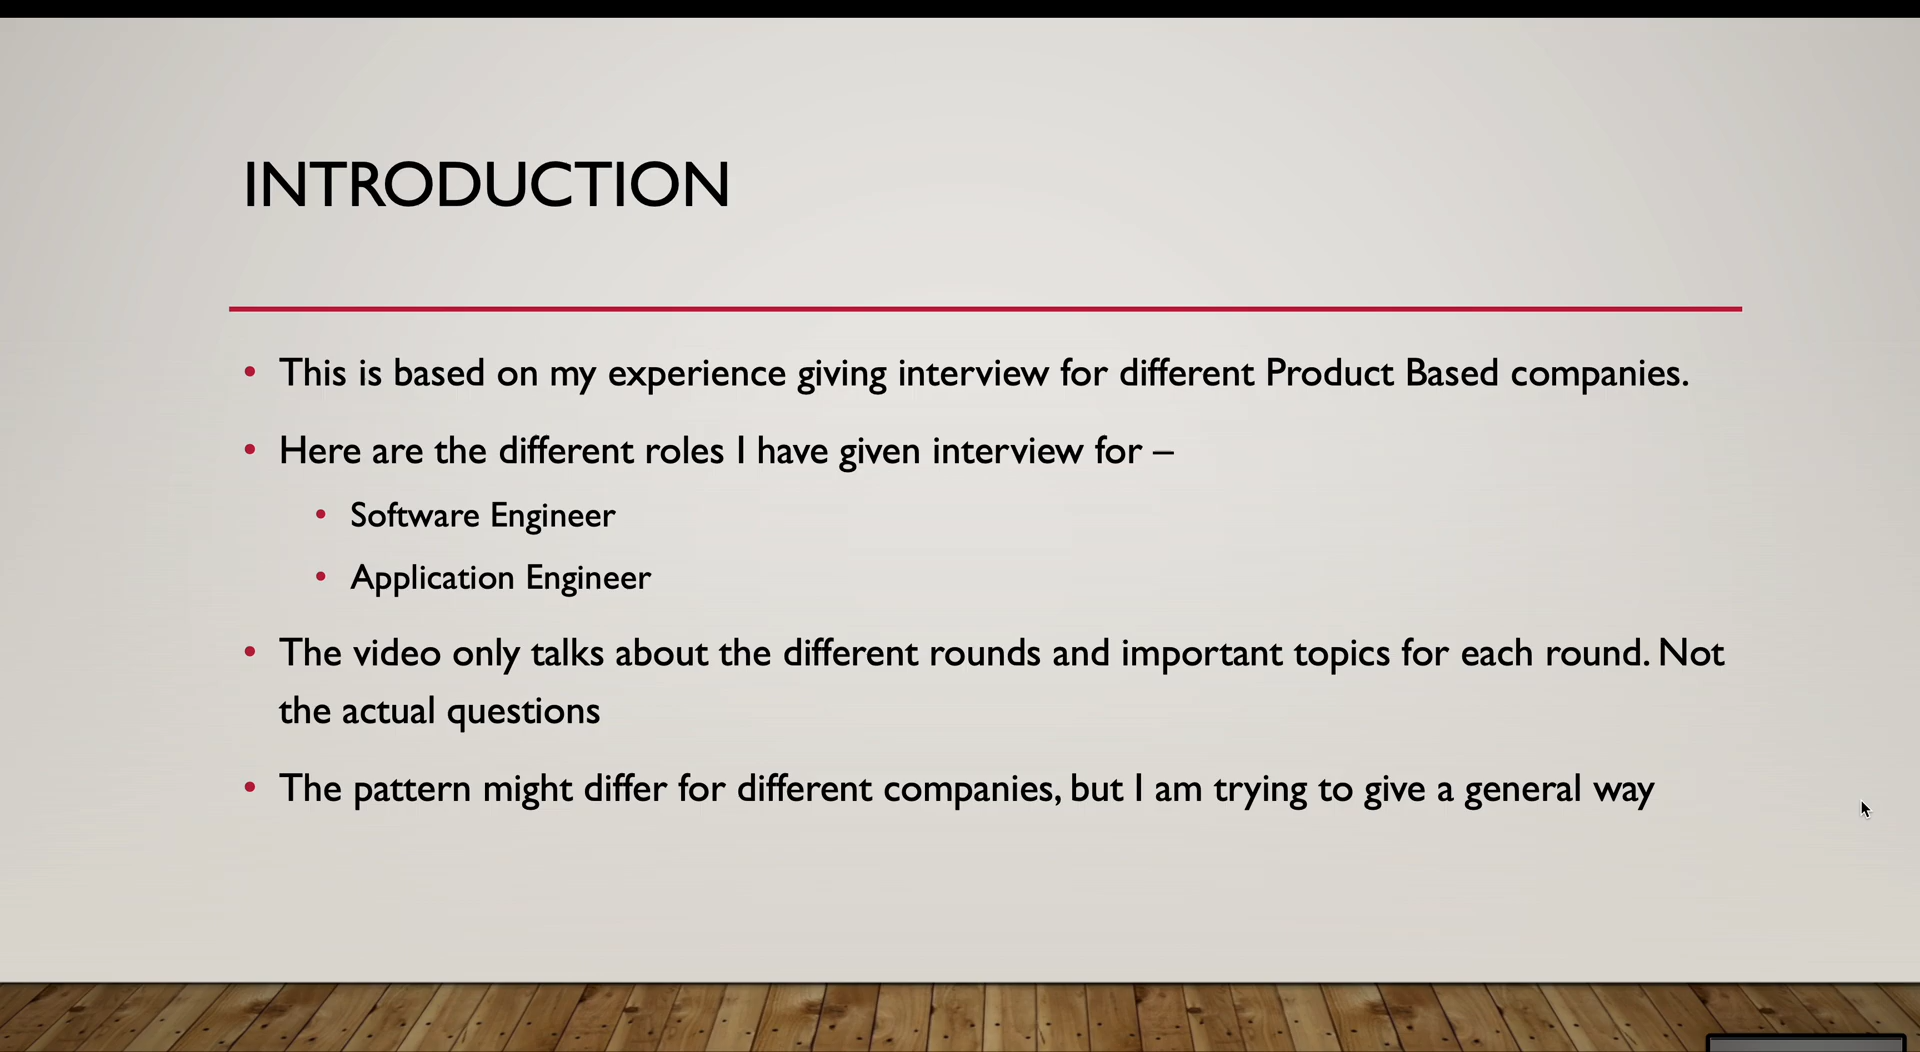 INTRODUCTION
• This is based on my experience giving interview for different Product Based companies.
• Here are the different roles I have given interview for –
• Software Engineer
• Application Engineer
• The video only talks about the different rounds and important topics for each round. Not
the actual questions
• The pattern might differ for different companies, but I am trying to give a general way